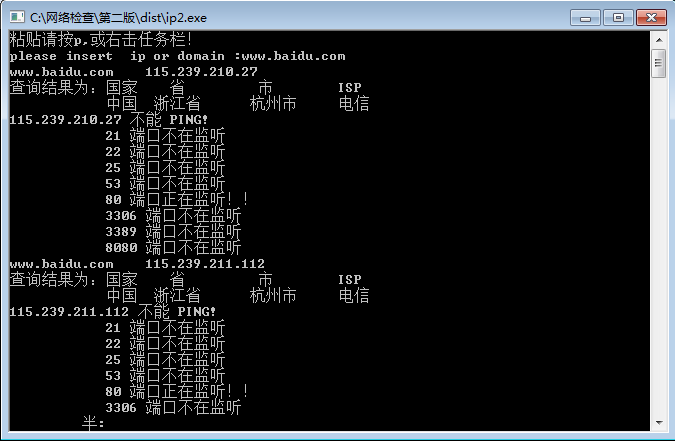 C:\网络检查\第二版\dist\ip2.exe
粘贴请按p,或右击任务栏!
please insert  ip or domain :www.baidu.com
www.baidu.com    115.239.210.27
查询结果为: 国家    省    市    ISP
中国  浙江省    杭州市    电信
115.239.210.27 不能 PING!
21 端口不在监听
22 端口不在监听
25 端口不在监听
53 端口不在监听
80 端口正在监听!!
3306 端口不在监听
3389 端口不在监听
8080 端口不在监听
www.baidu.com    115.239.211.112
查询结果为: 国家    省    市    ISP
中国  浙江省    杭州市    电信
115.239.211.112 不能 PING!
21 端口不在监听
22 端口不在监听
25 端口不在监听
53 端口不在监听
80 端口正在监听!!
3306 端口不在监听
半: